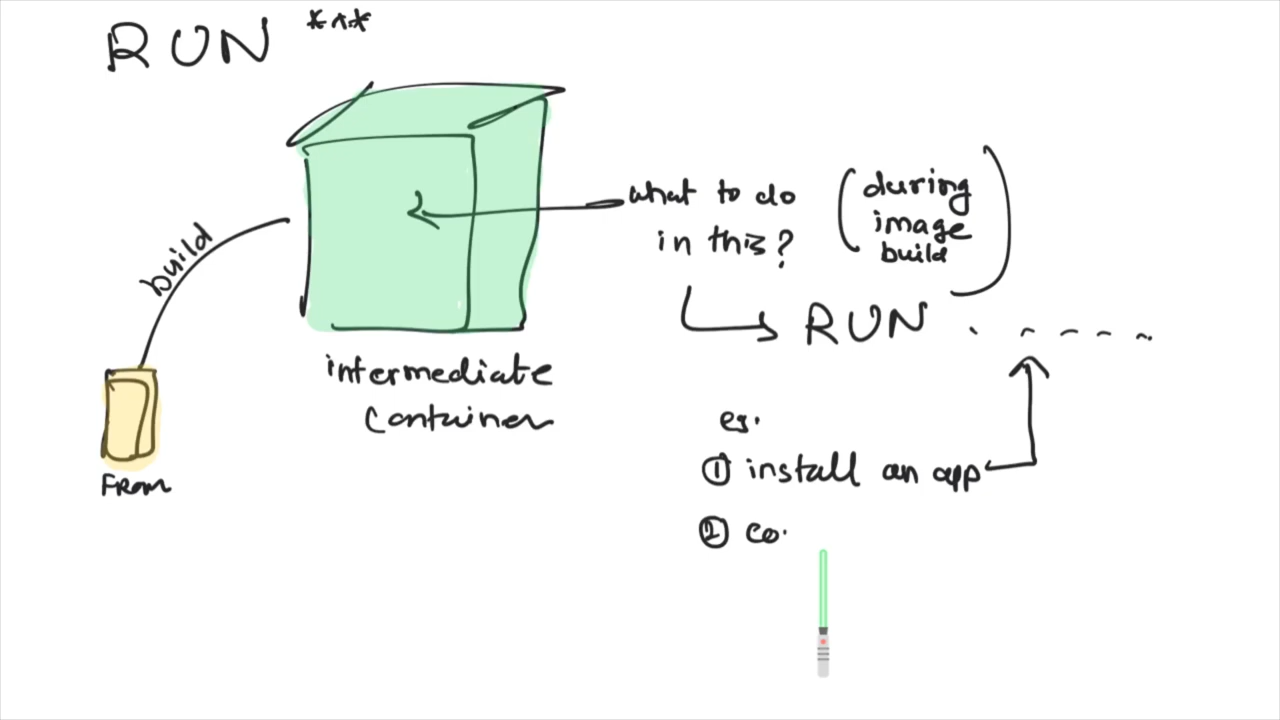 RUN ***
what to do
in this?
(during
image
build)
build
RUN - - - - -
intermediate
container
eg.
① install an app
FROM
② co.